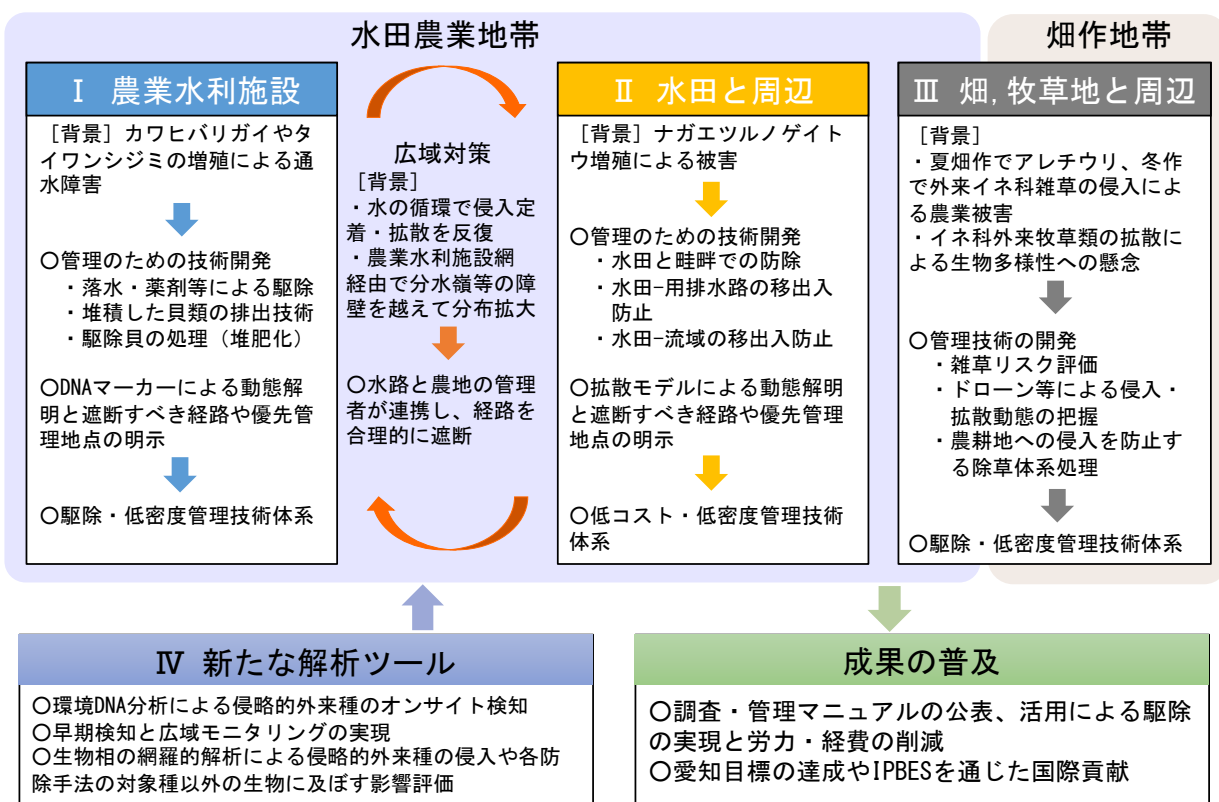 水田農業地帯
畑作地帯
Ⅰ 農業水利施設
［背景］カワヒバリガイやタ
イワンシジミの増殖による通
水障害
〇管理のための技術開発
・落水・薬剤等による駆除
・堆積した貝類の排出技術
・駆除貝の処理（堆肥化）
〇DNAマーカーによる動態解
明と遮断すべき経路や優先管
理地点の明示
〇駆除・低密度管理技術体系
広域対策
［背景］
・水の循環で侵入定
着・拡散を反復
・農業水利施設網
経由で分水嶺等の障
壁を越えて分布拡大
〇水路と農地の管理
者が連携し、経路を
合理的に遮断
Ⅱ 水田と周辺
［背景］ナガエツルノゲイト
ウ増殖による被害
〇管理のための技術開発
・水田と畦畔での防除
・水田-用排水路の移出入
防止
・水田-流域の移出入防止
〇拡散モデルによる動態解明
と遮断すべき経路や優先管理
地点の明示
〇低コスト・低密度管理技術
体系
Ⅲ 畑,牧草地と周辺
［背景］
・夏畑作でアレチウリ、冬作
で外来イネ科雑草の侵入によ
る農業被害
・イネ科外来牧草類の拡散に
よる生物多様性への懸念
〇管理技術の開発
・雑草リスク評価
・ドローン等による侵入・
拡散動態の把握
・農耕地への侵入を防止す
る除草体系処理
〇駆除・低密度管理技術体系
Ⅳ 新たな解析ツール
〇環境DNA分析による侵略的外来種のオンサイト検知
〇早期検知と広域モニタリングの実現
〇生物相の網羅的解析による侵略的外来種の侵入や各防
除手法の対象種以外の生物に及ぼす影響評価
成果の普及
〇調査・管理マニュアルの公表、活用による駆除
の実現と労力・経費の削減
〇愛知目標の達成やIPBESを通じた国際貢献